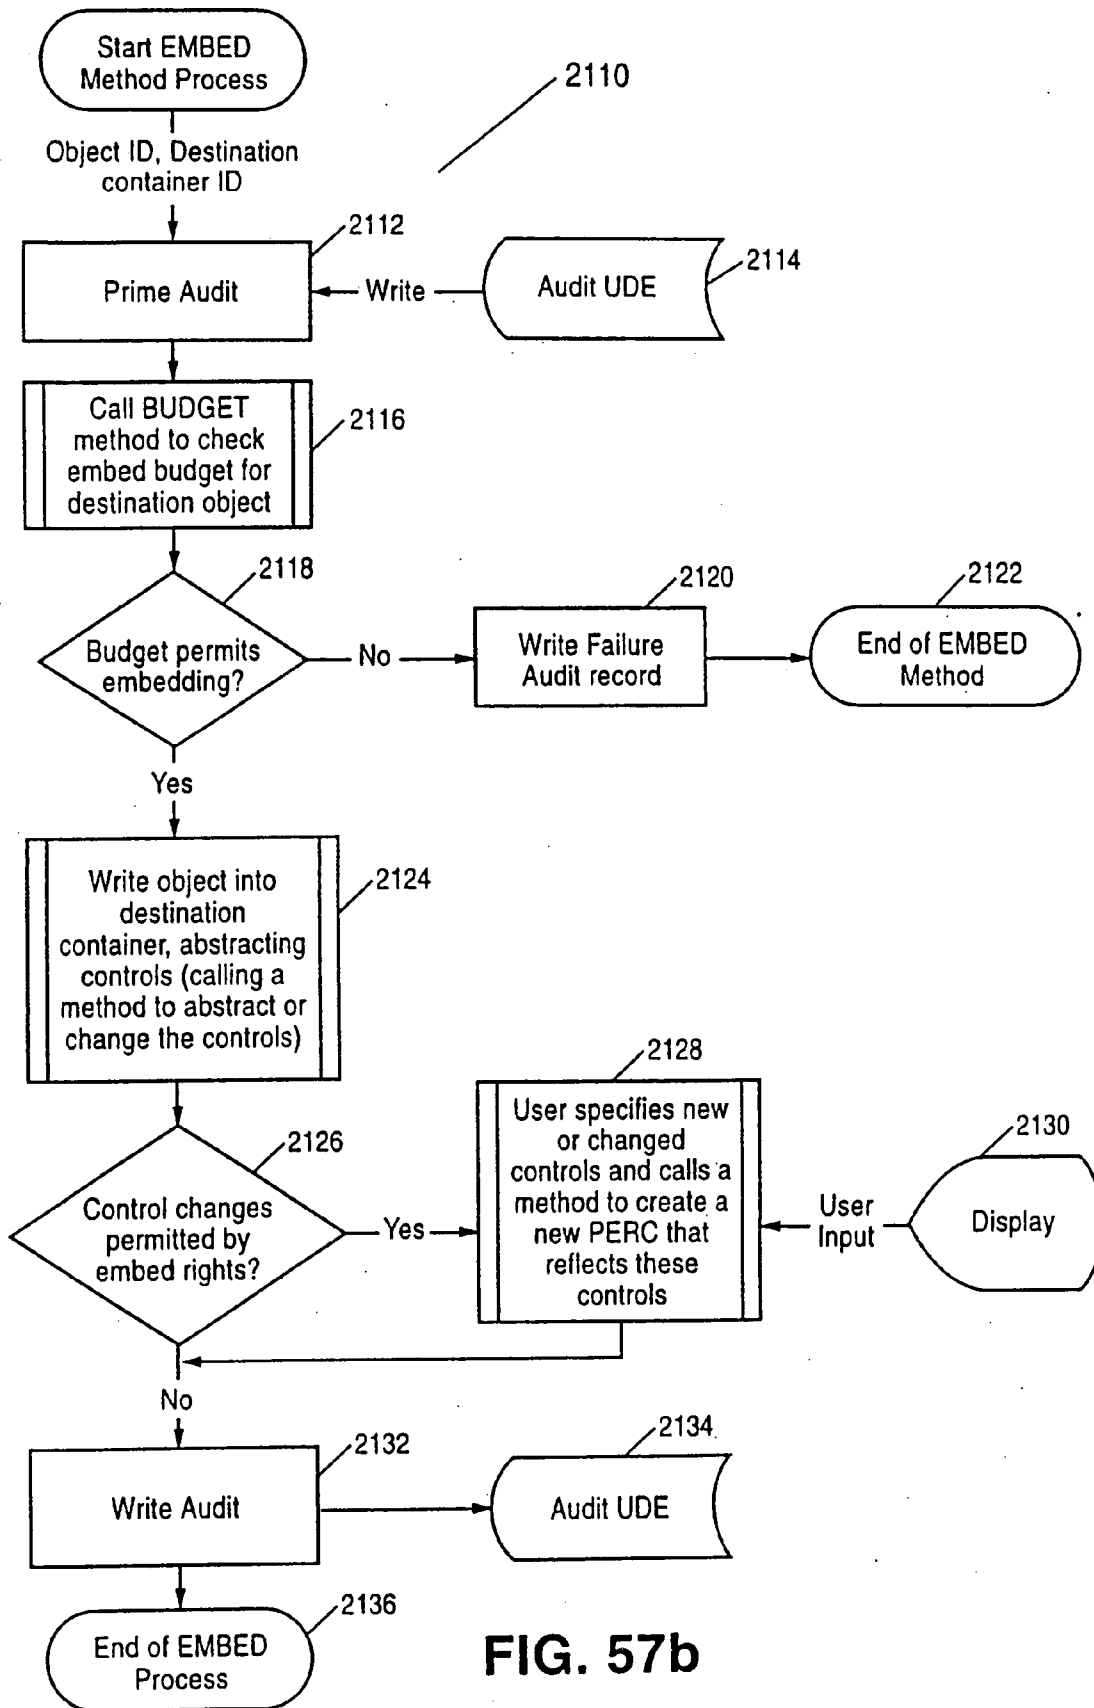 Start EMBED
Method Process
2110
Object ID, Destination
container ID
2112
Prime Audit
Write
Audit UDE
2114
Call BUDGET
method to check
embed budget for
destination object
2116
2118
Budget permits
embedding?
No
2120
Write Failure
Audit record
2122
End of EMBED
Method
Yes
Write object into
destination
container, abstracting
controls (calling a
method to abstract or
change the controls)
2124
2126
Control changes
permitted by
embed rights?
Yes
2128
User specifies new
or changed
controls and calls a
method to create a
new PERC that
reflects these
controls
User
Input
2130
Display
No
2132
Write Audit
2134
Audit UDE
2136
End of EMBED
Process
FIG. 57b